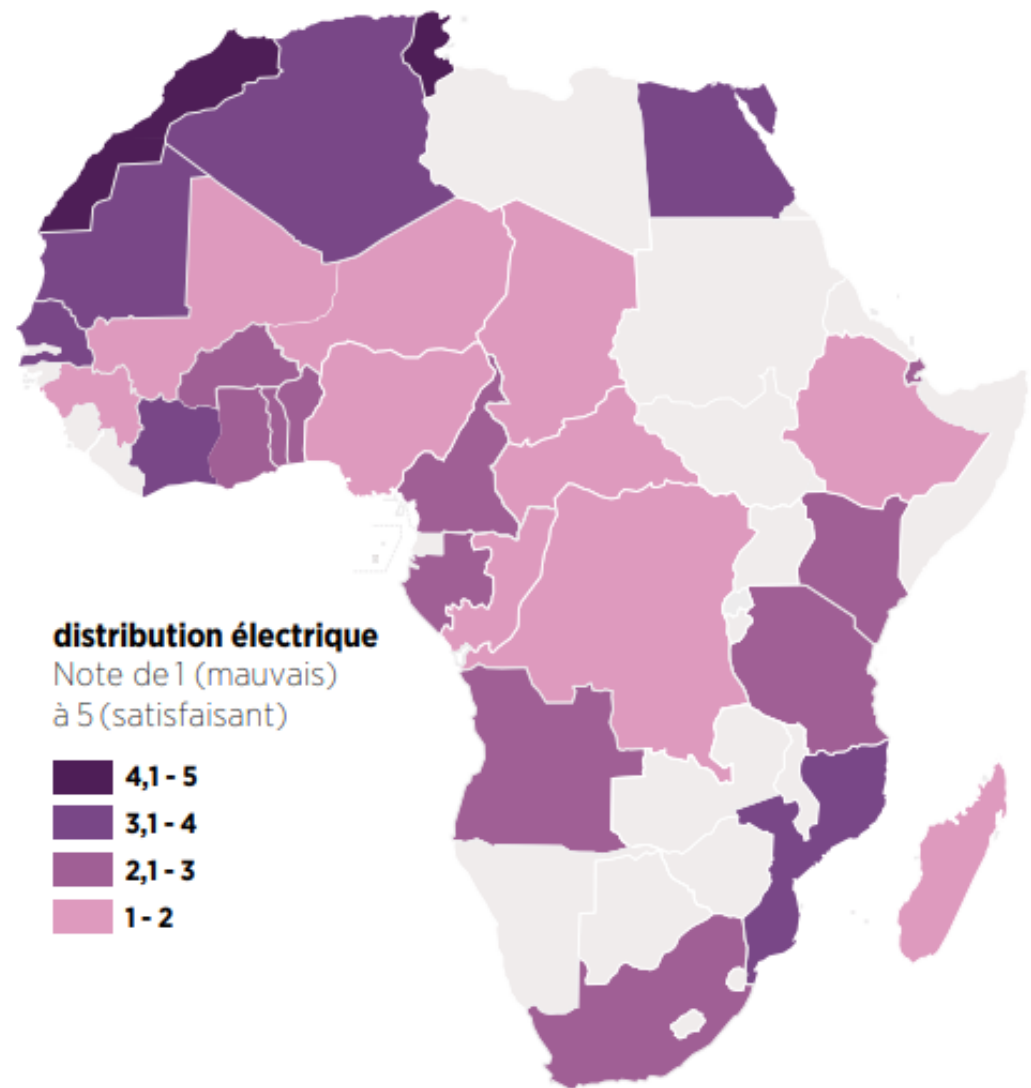 distribution électrique
Note de 1 (mauvais)
à 5 (satisfaisant)
4,1 - 5
3,1 - 4
2,1 - 3
1 - 2